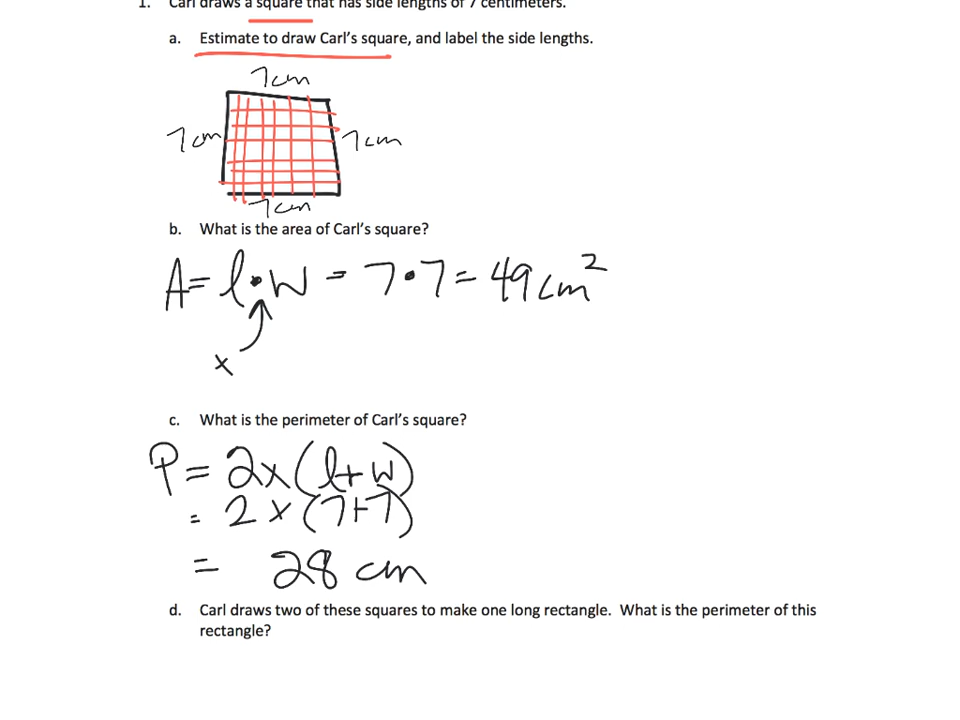 1. Carl draws a square that has side lengths of 7 centimeters.
a. Estimate to draw Carl's square, and label the side lengths.
7cm
7cm
7cm
7cm
b. What is the area of Carl's square?
A= l•W = 7•7 = 49cm²
x
c. What is the perimeter of Carl's square?
P= 2x(l+W)
= 2 x (7+7)
= 28 cm
d. Carl draws two of these squares to make one long rectangle. What is the perimeter of this
rectangle?